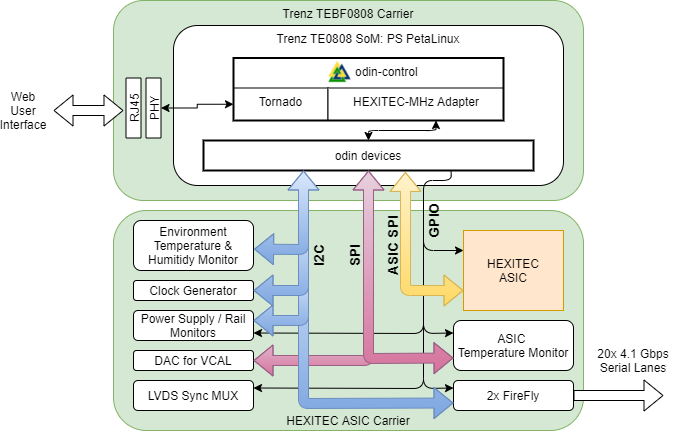 Trenz TEBF0808 Carrier
Trenz TE0808 SoM: PS PetaLinux
odin-control
Tornado
HEXITEC-MHz Adapter
Web
User
Interface
RJ45
PHY
odin devices
I2C
SPI
ASIC SPI
GPIO
Environment
Temperature &
Humitidy Monitor
Clock Generator
Power Supply / Rail
Monitors
DAC for VCAL
LVDS Sync MUX
HEXITEC
ASIC
ASIC
Temperature Monitor
2x FireFly
20x 4.1 Gbps
Serial Lanes
HEXITEC ASIC Carrier